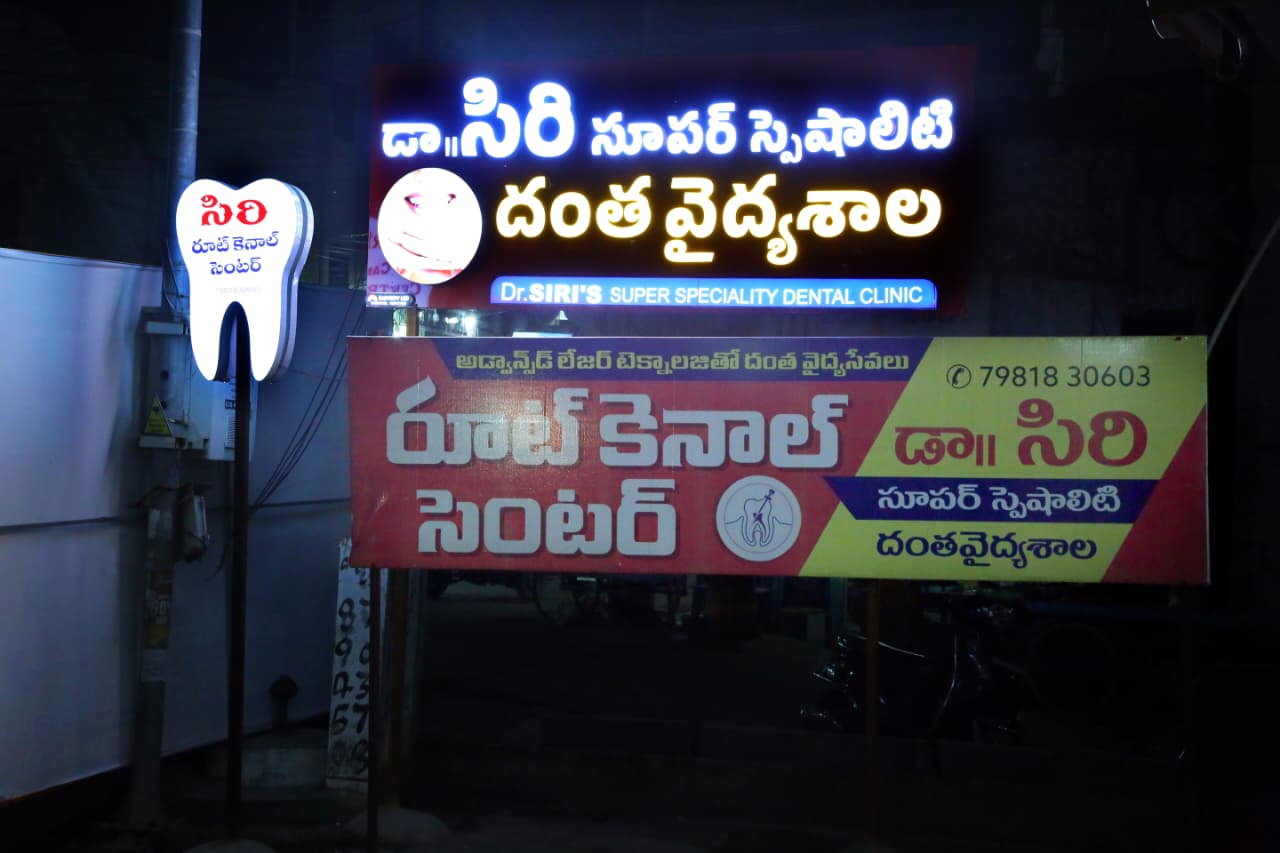 డా॥ సిరి సూపర్ స్పెషాలిటి
దంత వైద్యశాల
Dr.SIRI'S SUPER SPECIALITY DENTAL CLINIC
సిరి
రూట్ కెనాల్
సెంటర్
7981830603
అడ్వాన్స్‌డ్ లేజర్ టెక్నాలజితో దంత వైద్యసేవలు
రూట్ కెనాల్
సెంటర్
79818 30603
డా॥ సిరి
సూపర్ స్పెషాలిటి
దంతవైద్యశాల